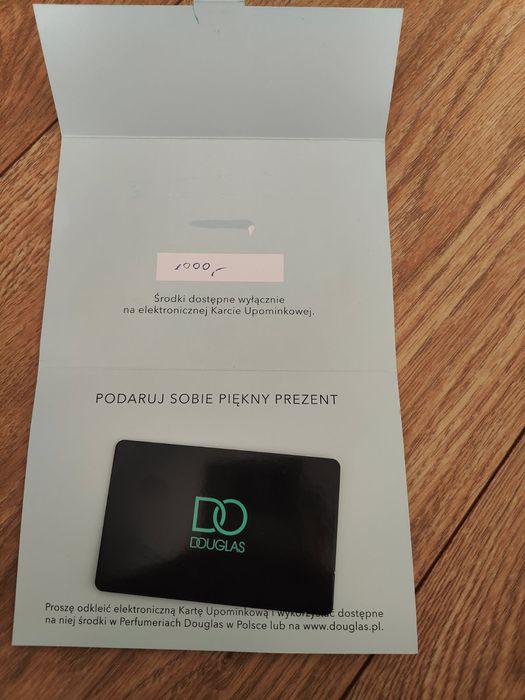 1000,-
Środki dostępne wyłącznie
na elektronicznej Karcie Upominkowej.
PODARUJ SOBIE PIĘKNY PREZENT
DO
DOUGLAS
Proszę odkleić elektroniczną Kartę Upominkową i wykorzystać dostępne
na niej środki w Perfumeriach Douglas w Polsce lub na www.douglas.pl.